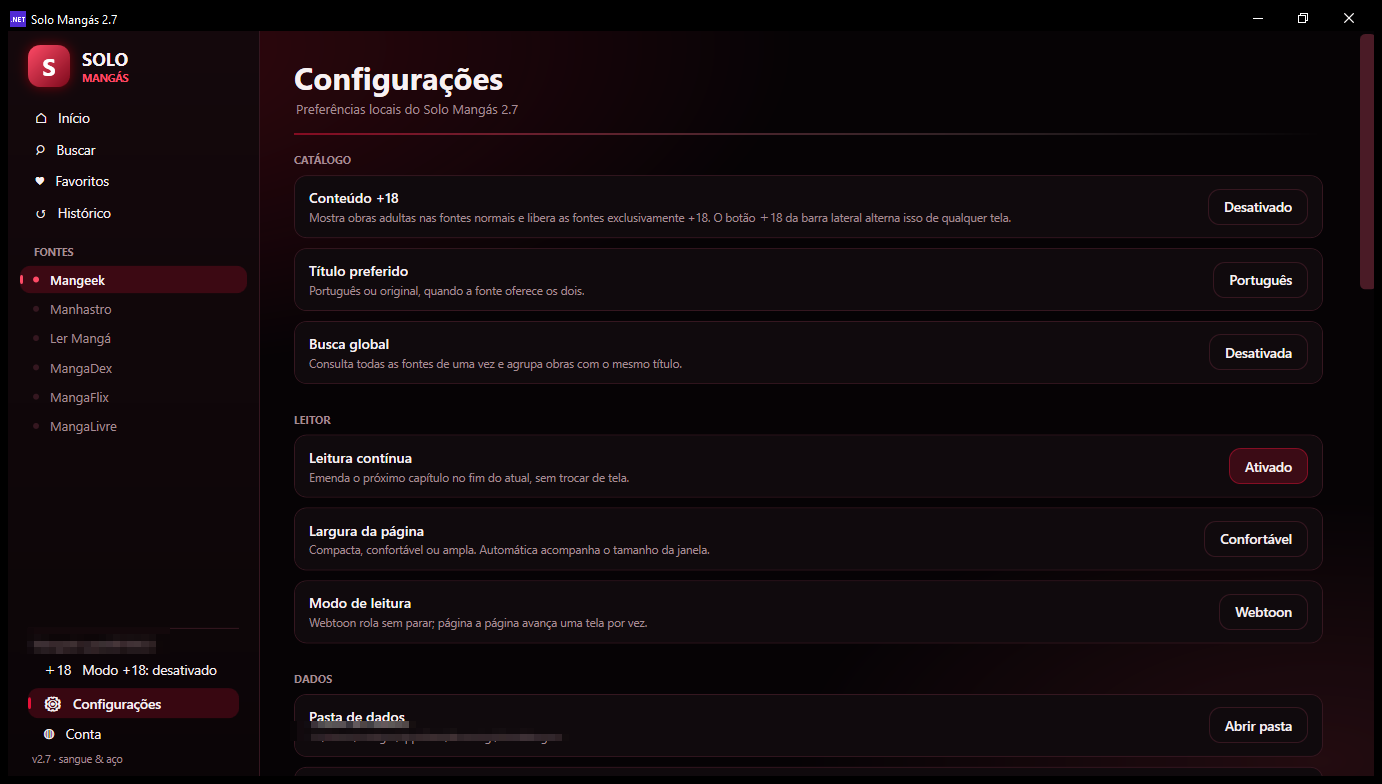 .NET Solo Mangás 2.7
S
SOLO
MANGÁS
Início
Buscar
Favoritos
Histórico
FONTES
Mangeek
Manhastro
Ler Mangá
MangaDex
MangaFlix
MangaLivre
+18 Modo +18: desativado
Configurações
Conta
v2.7 · sangue & aço
Configurações
Preferências locais do Solo Mangás 2.7
CATÁLOGO
Conteúdo +18
Mostra obras adultas nas fontes normais e libera as fontes exclusivamente +18. O botão +18 da barra lateral alterna isso de qualquer tela.
Desativado
Título preferido
Português ou original, quando a fonte oferece os dois.
Português
Busca global
Consulta todas as fontes de uma vez e agrupa obras com o mesmo título.
Desativada
LEITOR
Leitura contínua
Emenda o próximo capítulo no fim do atual, sem trocar de tela.
Ativado
Largura da página
Compacta, confortável ou ampla. Automática acompanha o tamanho da janela.
Confortável
Modo de leitura
Webtoon rola sem parar; página a página avança uma tela por vez.
Webtoon
DADOS
Pasta de dados
Abrir pasta